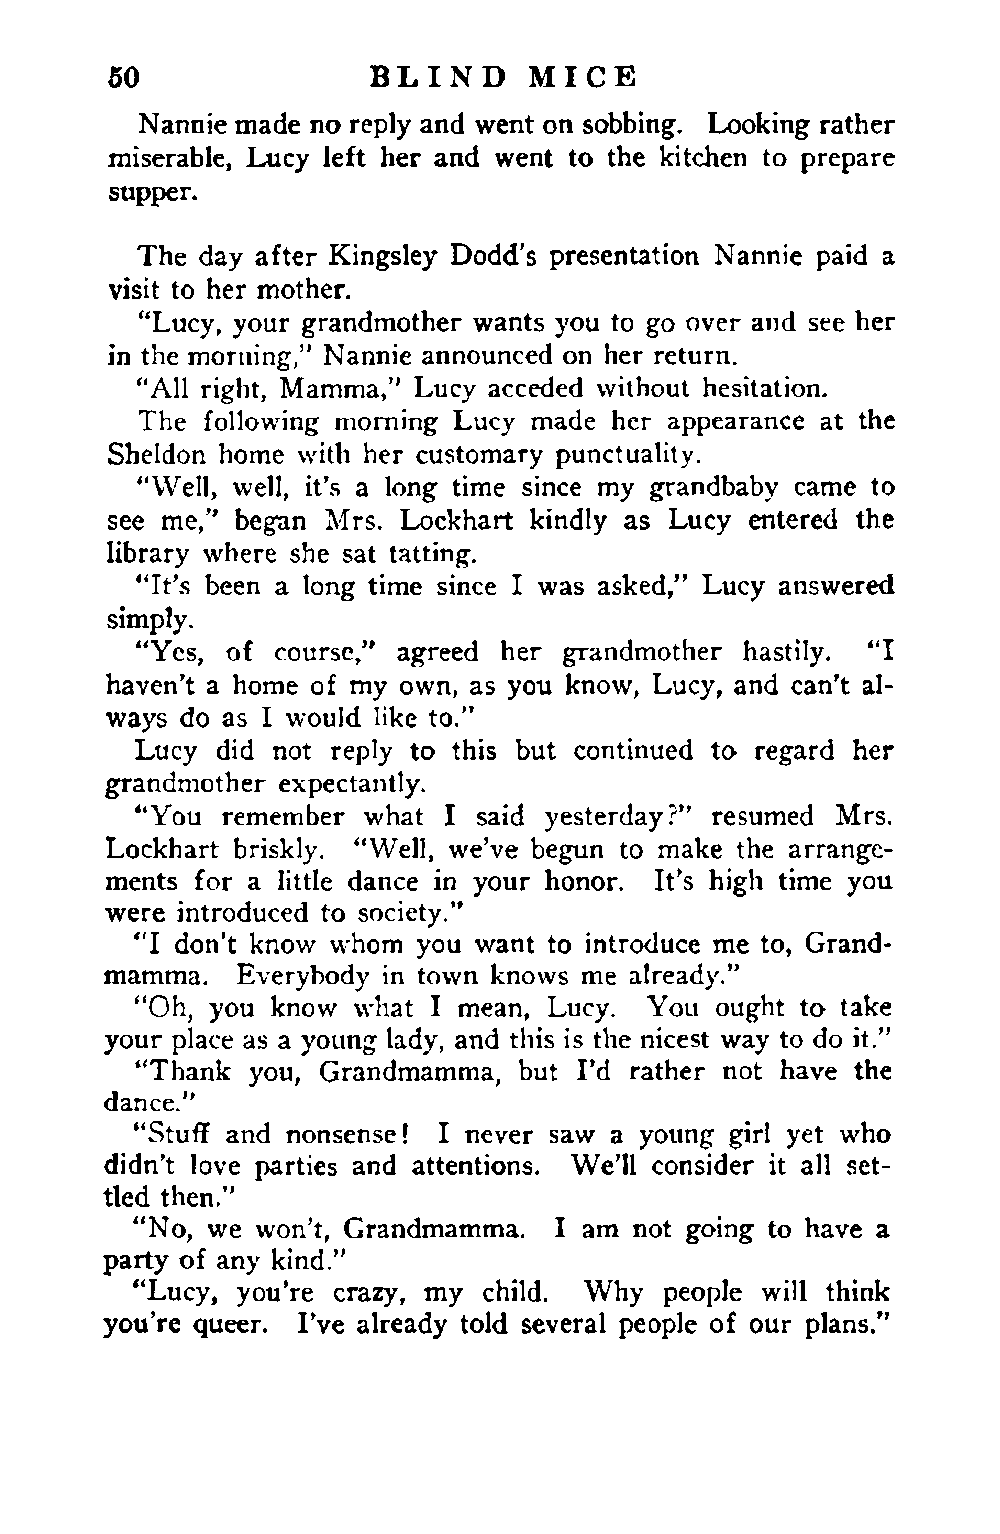 50 BLIND MICE
Nannie made no reply and went on sobbing. Looking rather
miserable, Lucy left her and went to the kitchen to prepare
supper.
The day after Kingsley Dodd's presentation Nannie paid a
visit to her mother.
“Lucy, your grandmother wants you to go over and see her
in the morning,” Nannie announced on her return.
“All right, Mamma,” Lucy acceded without hesitation.
The following morning Lucy made her appearance at the
Sheldon home with her customary punctuality.
“Well, well, it's a long time since my grandbaby came to
see me,” began Mrs. Lockhart kindly as Lucy entered the
library where she sat tatting.
“It's been a long time since I was asked,” Lucy answered
simply.
“Yes, of course,” agreed her grandmother hastily. “I
haven't a home of my own, as you know, Lucy, and can't al-
ways do as I would like to.”
Lucy did not reply to this but continued to regard her
grandmother expectantly.
“You remember what I said yesterday?” resumed Mrs.
Lockhart briskly. “Well, we've begun to make the arrange-
ments for a little dance in your honor. It's high time you
were introduced to society.”
“I don't know whom you want to introduce me to, Grand-
mamma. Everybody in town knows me already.”
“Oh, you know what I mean, Lucy. You ought to take
your place as a young lady, and this is the nicest way to do it.”
“Thank you, Grandmamma, but I'd rather not have the
dance.”
“Stuff and nonsense! I never saw a young girl yet who
didn't love parties and attentions. We'll consider it all set-
tled then.”
“No, we won't, Grandmamma. I am not going to have a
party of any kind.”
“Lucy, you're crazy, my child. Why people will think
you're queer. I've already told several people of our plans.”